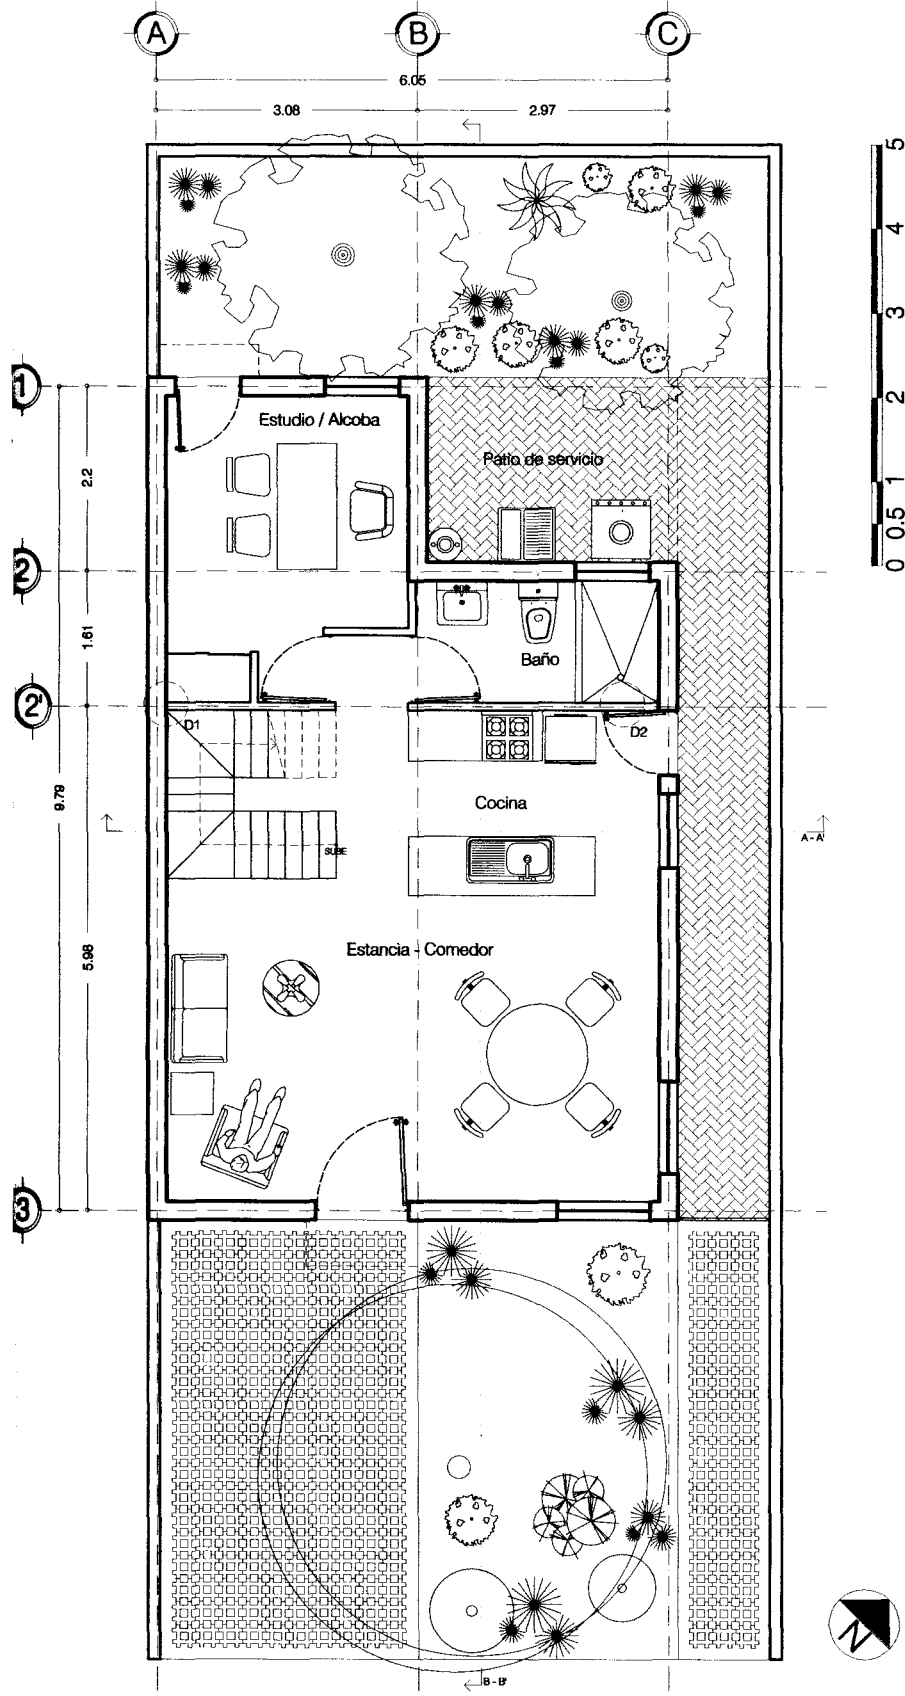 A B C
6.05
3.08 2.97
5
4
3
2
1
0.5
0
1
Estudio / Alcoba
Patio de servicio
2.2
2
1.61
Baño
2'
D1
D2
9.79
Cocina
SUBE
A - A'
5.98
Estancia - Comedor
3
N
B - B'